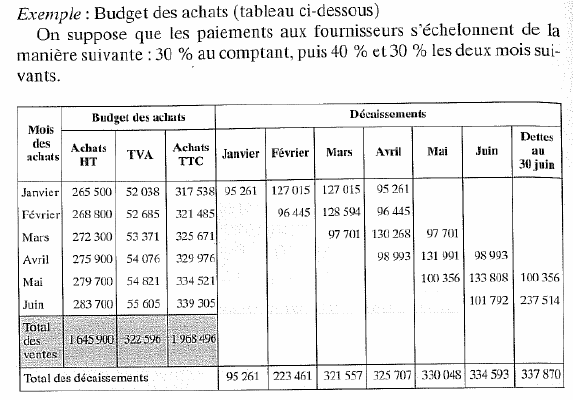 Exemple : Budget des achats (tableau ci-dessous)
On suppose que les paiements aux fournisseurs s'échelonnent de la
manière suivante : 30 % au comptant, puis 40 % et 30 % les deux mois sui-
vants.
Mois des achats Budget des achats Décaissements
Achats HT TVA Achats TTC Janvier Février Mars Avril Mai Juin Dettes au 30 juin
Janvier 265 500 52 038 317 538 95 261 127 015 127 015 95 261
Février 268 800 52 685 321 485 96 445 128 594 96 445
Mars 272 300 53 371 325 671 97 701 130 268 97 701
Avril 275 900 54 076 329 976 98 993 131 991 98 993
Mai 279 700 54 821 334 521 100 356 133 808 100 356
Juin 283 700 55 605 339 305 101 792 237 514
Total des ventes 1 645 900 322 596 1 968 496
Total des décaissements 95 261 223 461 321 557 325 707 330 048 334 593 337 870